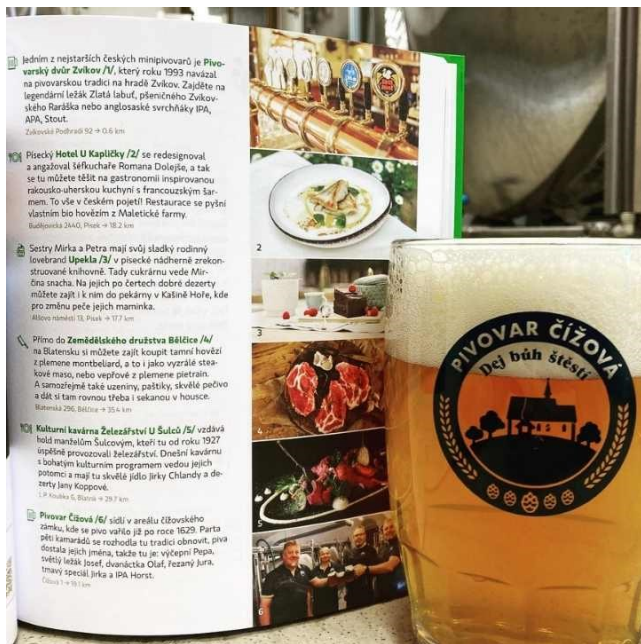 Jedním z nejstarších českých minipivovarů je Pivo-
varský dvůr Zvíkov /1/, který roku 1993 navázal
na pivovarskou tradici na hradě Zvíkov. Zajděte na
legendární ležák Zlatá labuť, pšeničného Zvíkov-
ského Raráška nebo anglosaské svrchňáky IPA,
APA, Stout.
Zvíkovské Podhradí 92 → 0.6 km
Písecký Hotel U Kapličky /2/ se redesignoval
a angažoval šéfkuchaře Romana Dolejše, a tak
se tu můžete těšit na gastronomii inspirovanou
rakousko-uherskou kuchyní s francouzským šar-
mem. To vše v českém pojetí! Restaurace se pyšní
vlastním bio hovězím z Maletické farmy.
Budějovická 2440, Písek → 18.2 km
Sestry Mirka a Petra mají svůj sladký rodinný
lovebrand Upekla /3/ v písecké nádherně zrekon-
struované knihovně. Tady cukrárnu vede Mir-
čina snacha. Na jejich po čertech dobré dezerty
můžete zajít i k nim do pekárny v Kašině Hoře, kde
pro změnu peče jejich maminka.
Alšovo náměstí 13, Písek → 17.7 km
Přímo do Zemědělského družstva Bělčice /4/
na Blatensku si můžete zajít koupit tamní hovězí
z plemene montbeliard, a to i jako vyzrálé stea-
kové maso, nebo vepřové z plemene pietrain.
A samozřejmě také uzeniny, paštiky, skvělé pečivo
a dát si tam rovnou třeba i sekanou v housce.
Blatenská 296, Bělčice → 35.4 km
Kulturní kavárna Železářství U Šulců /5/ vzdává
hold manželům Šulcovým, kteří tu od roku 1927
úspěšně provozovali železářství. Dnešní kavárnu
s bohatým kulturním programem vedou jejich
potomci a mají tu skvělé jídlo Jirky Chlandy a de-
zerty Jany Koppové.
J. P. Koubka 6, Blatná → 29.7 km
Pivovar Čížová /6/ sídlí v areálu čížovského
zámku, kde se pivo vařilo již po roce 1629. Parta
pěti kamarádů se rozhodla tu tradici obnovit, piva
dostala jejich jména, takže tu je: výčepní Pepa,
světlý ležák Josef, dvanáctka Olaf, řezaný Jura,
tmavý speciál Jirka a IPA Horst.
Čížová 1 → 19.1 km
2
3
4
5
6
PIVOVAR ČÍŽOVÁ
Dej bůh štěstí